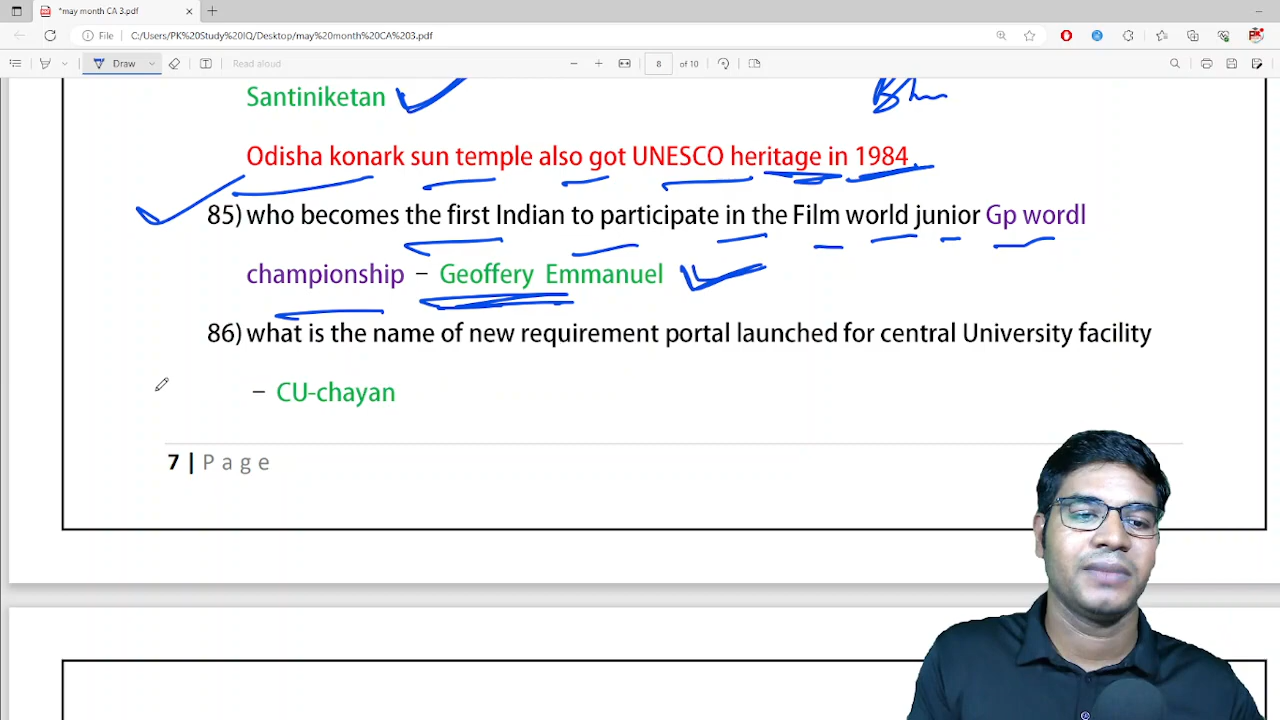 *may month CA 3.pdf
File
C:/Users/PK%20Study%20IQ/Desktop/may%20month%20CA%203.pdf
Draw
Read aloud
8
of 10
Santiniketan
Odisha konark sun temple also got UNESCO heritage in 1984.
85) who becomes the first Indian to participate in the Film world junior Gp wordl
championship – Geoffery Emmanuel
86) what is the name of new requirement portal launched for central University facility
– CU-chayan
7 | P a g e